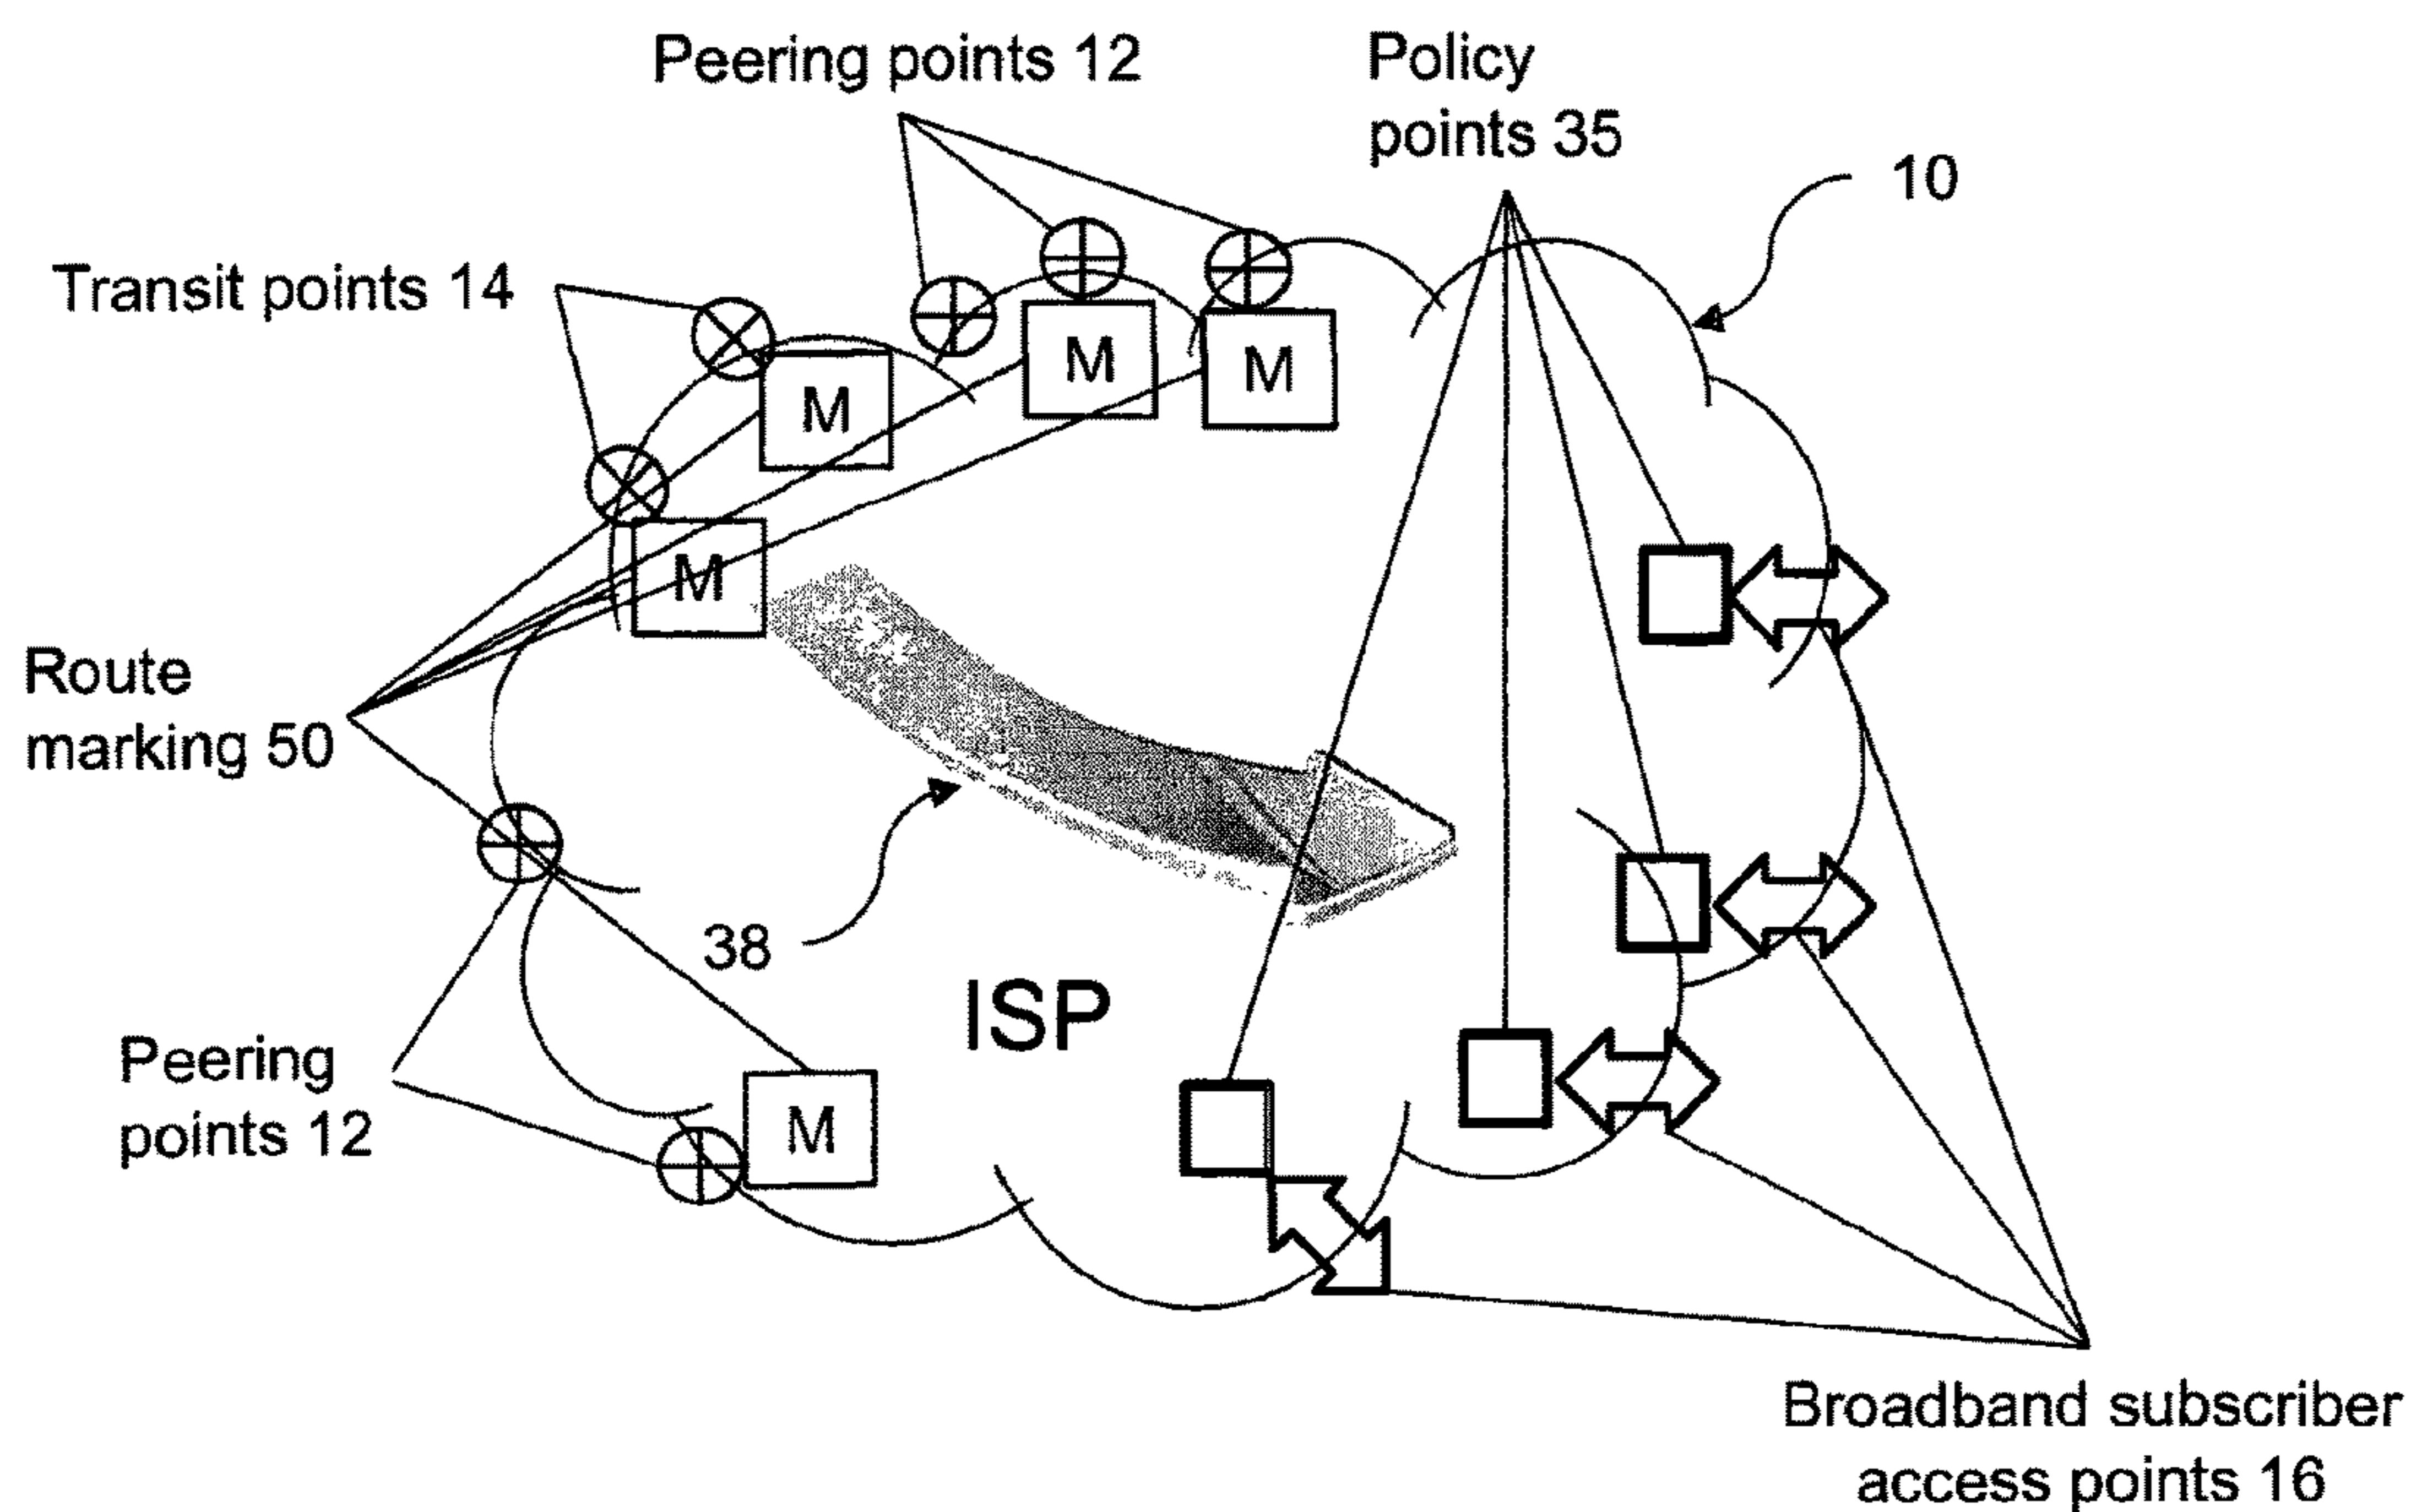 Peering points 12
Policy
points 35
10
Transit points 14
M
M
M
M
Route
marking 50
38
ISP
Peering
points 12
M
Broadband subscriber
access points 16